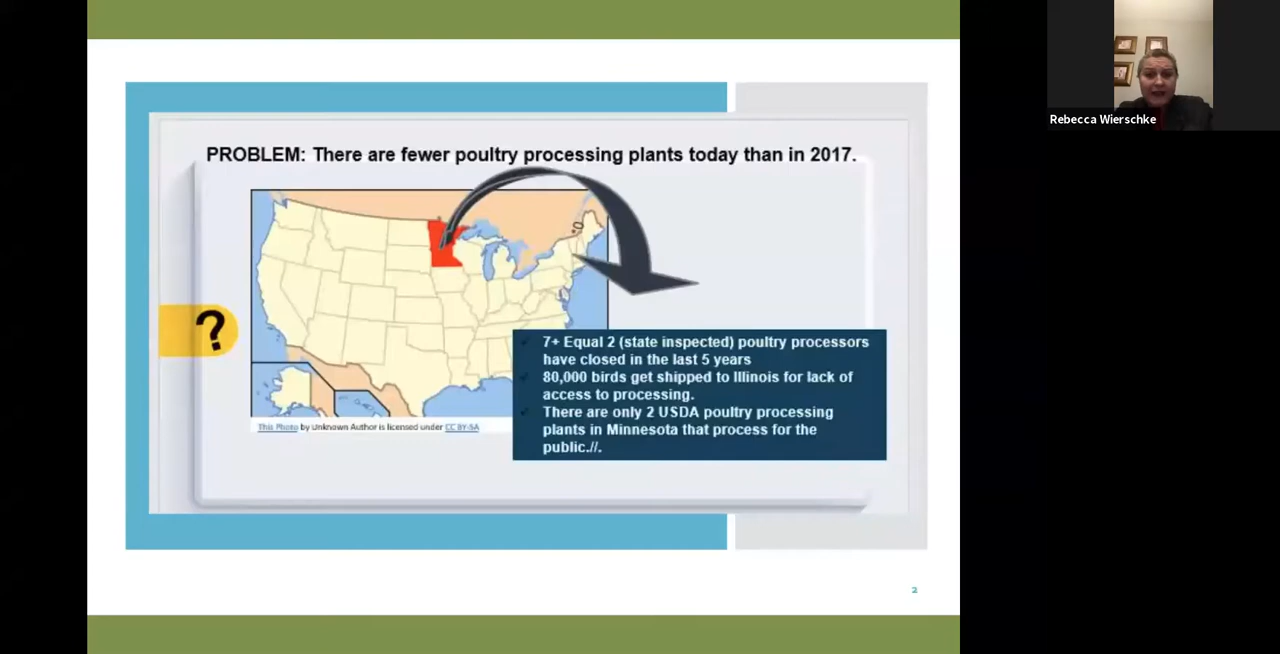 PROBLEM: There are fewer poultry processing plants today than in 2017.
?
This Photo by Unknown Author is licensed under CC BY-SA
7+ Equal 2 (state inspected) poultry processors
have closed in the last 5 years
80,000 birds get shipped to Illinois for lack of
access to processing.
There are only 2 USDA poultry processing
plants in Minnesota that process for the
public.//.
2
Rebecca Wierschke